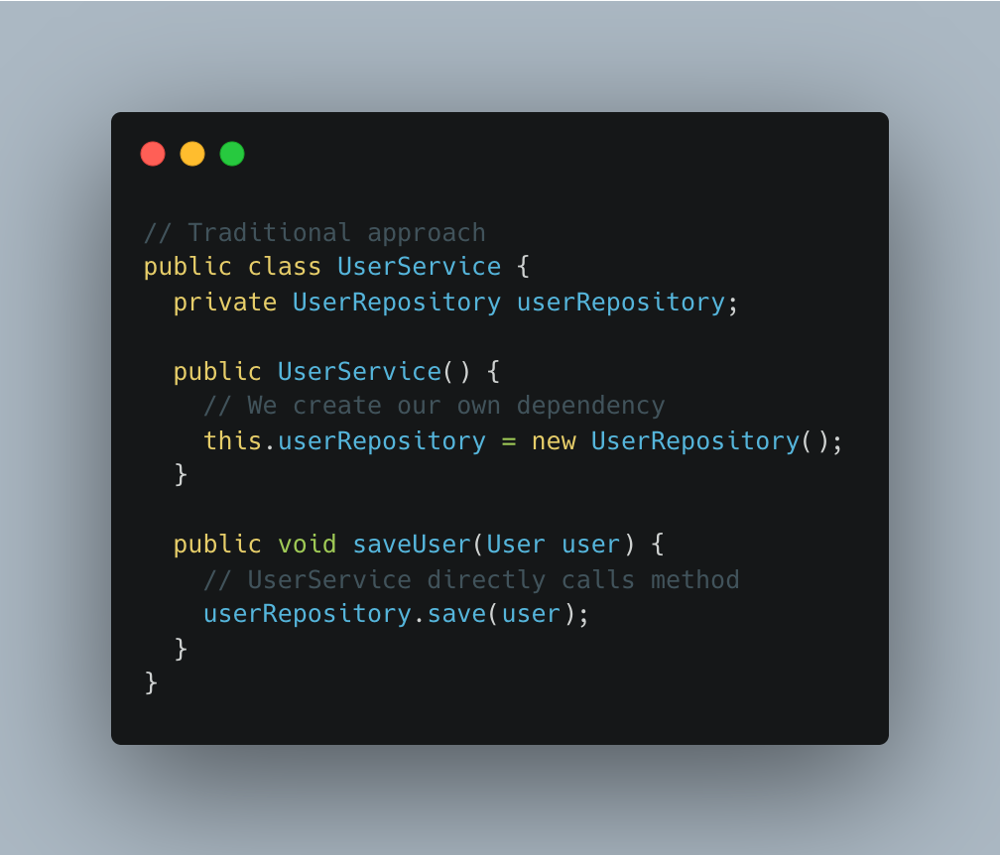 // Traditional approach
public class UserService {
  private UserRepository userRepository;

  public UserService() {
    // We create our own dependency
    this.userRepository = new UserRepository();
  }

  public void saveUser(User user) {
    // UserService directly calls method
    userRepository.save(user);
  }
}